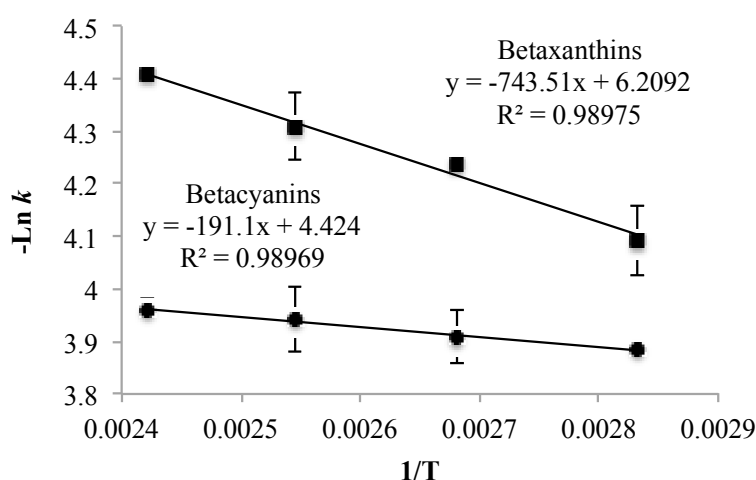 4.5
4.4
4.3
4.2
4.1
4
3.9
3.8
-Ln k
Betaxanthins
y = -743.51x + 6.2092
R² = 0.98975
Betacyanins
y = -191.1x + 4.424
R² = 0.98969
0.0024 0.0025 0.0026 0.0027 0.0028 0.0029
1/T